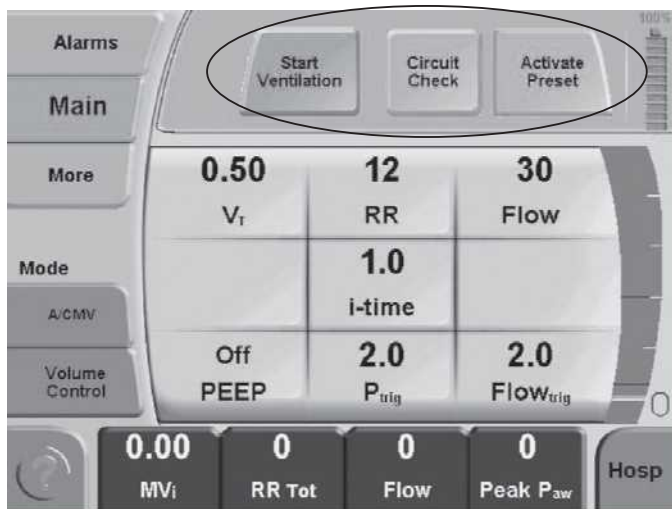 100%
Alarms
Start Ventilation
Circuit Check
Activate Preset
Main
More
0.50
12
30
VT
RR
Flow
Mode
1.0
i-time
A/CMV
Off
2.0
2.0
PEEP
Ptrig
Flowtrig
Volume Control
0
0.00
0
0
0
MVi
RR Tot
Flow
Peak Paw
Hosp
?